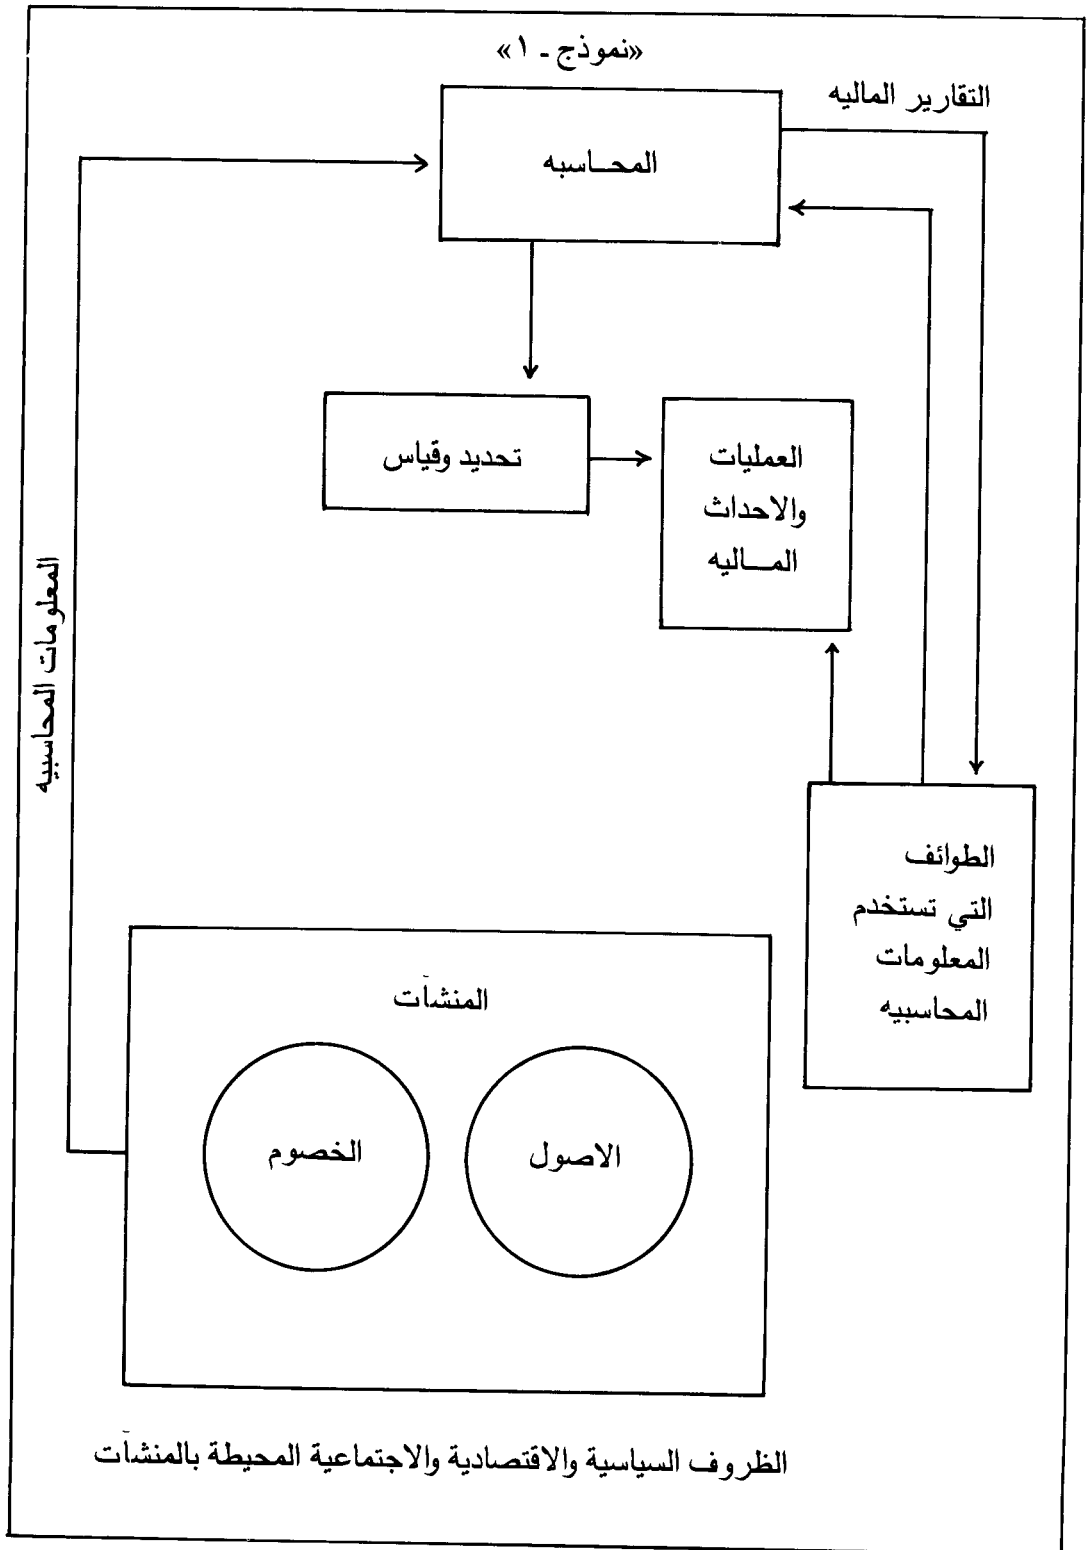 «نموذج ـ ١»
التقارير الماليه
المحـاسبه
تحديد وقياس
العمليات
والاحداث
المــاليه
المعلومات المحاسبيه
الطوائف
التي تستخدم
المعلومات
المحاسبيه
المنشآت
الاصول
الخصوم
الظروف السياسية والاقتصادية والاجتماعية المحيطة بالمنشآت